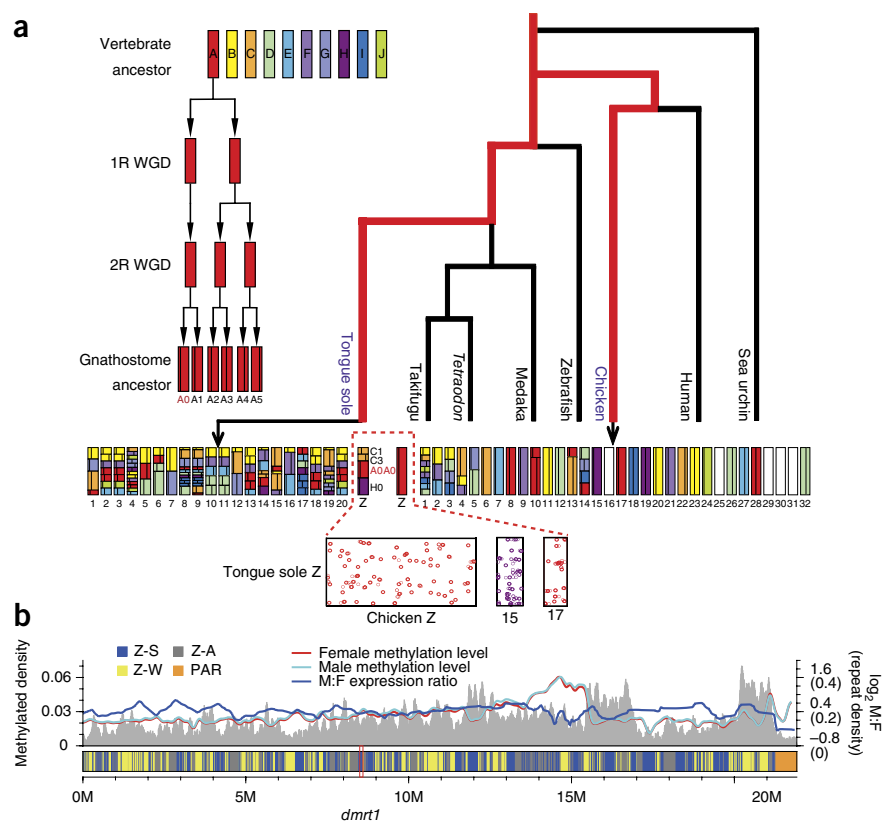 a
Vertebrate
ancestor
A B C D E F G H I J
1R WGD
2R WGD
Gnathostome
ancestor
A0 A1 A2 A3 A4 A5
Tongue sole
Takifugu
Tetraodon
Medaka
Zebrafish
Chicken
Human
Sea urchin
C1
C3
A0 A0
H0
1 2 3 4 5 6 7 8 9 10 11 12 13 14 15 16 17 18 19 20 Z Z 1 2 3 4 5 6 7 8 9 10 11 12 13 14 15 16 17 18 19 20 21 22 23 24 25 26 27 28 29 30 31 32
Tongue sole Z
Chicken Z 15 17
b
Z-S Z-A
Z-W PAR
Female methylation level
Male methylation level
M:F expression ratio
Methylated density
0.06
0.03
0
1.6
(0.4)
0.4
(0.2)
–0.8
(0)
log2 M:F
(repeat density)
0M 5M 10M 15M 20M
dmrt1